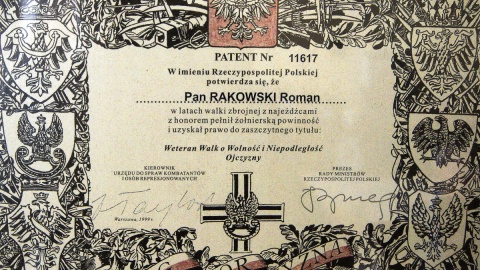 PATENT Nr 11617
W imieniu Rzeczypospolitej Polskiej
potwierdza się, że
Pan RAKOWSKI Roman
w latach walki zbrojnej z najeźdźcami
z honorem pełnił żołnierską powinność
i uzyskał prawo do zaszczytnego tytułu:
Weteran Walk o Wolność i Niepodległość
Ojczyzny
KIEROWNIK
URZĘDU DO SPRAW KOMBATANTÓW
I OSÓB REPRESJONOWANYCH
PREZES
RADY MINISTRÓW
RZECZYPOSPOLITEJ POLSKIEJ
Warszawa, 1999 r.